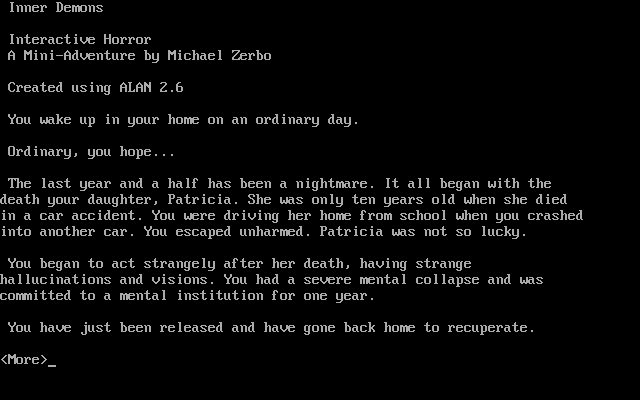 Inner Demons
Interactive Horror
A Mini-Adventure by Michael Zerbo
Created using ALAN 2.6
You wake up in your home on an ordinary day.
Ordinary, you hope...
The last year and a half has been a nightmare. It all began with the
death your daughter, Patricia. She was only ten years old when she died
in a car accident. You were driving her home from school when you crashed
into another car. You escaped unharmed. Patricia was not so lucky.
You began to act strangely after her death, having strange
hallucinations and visions. You had a severe mental collapse and was
committed to a mental institution for one year.
You have just been released and have gone back home to recuperate.
<More>_